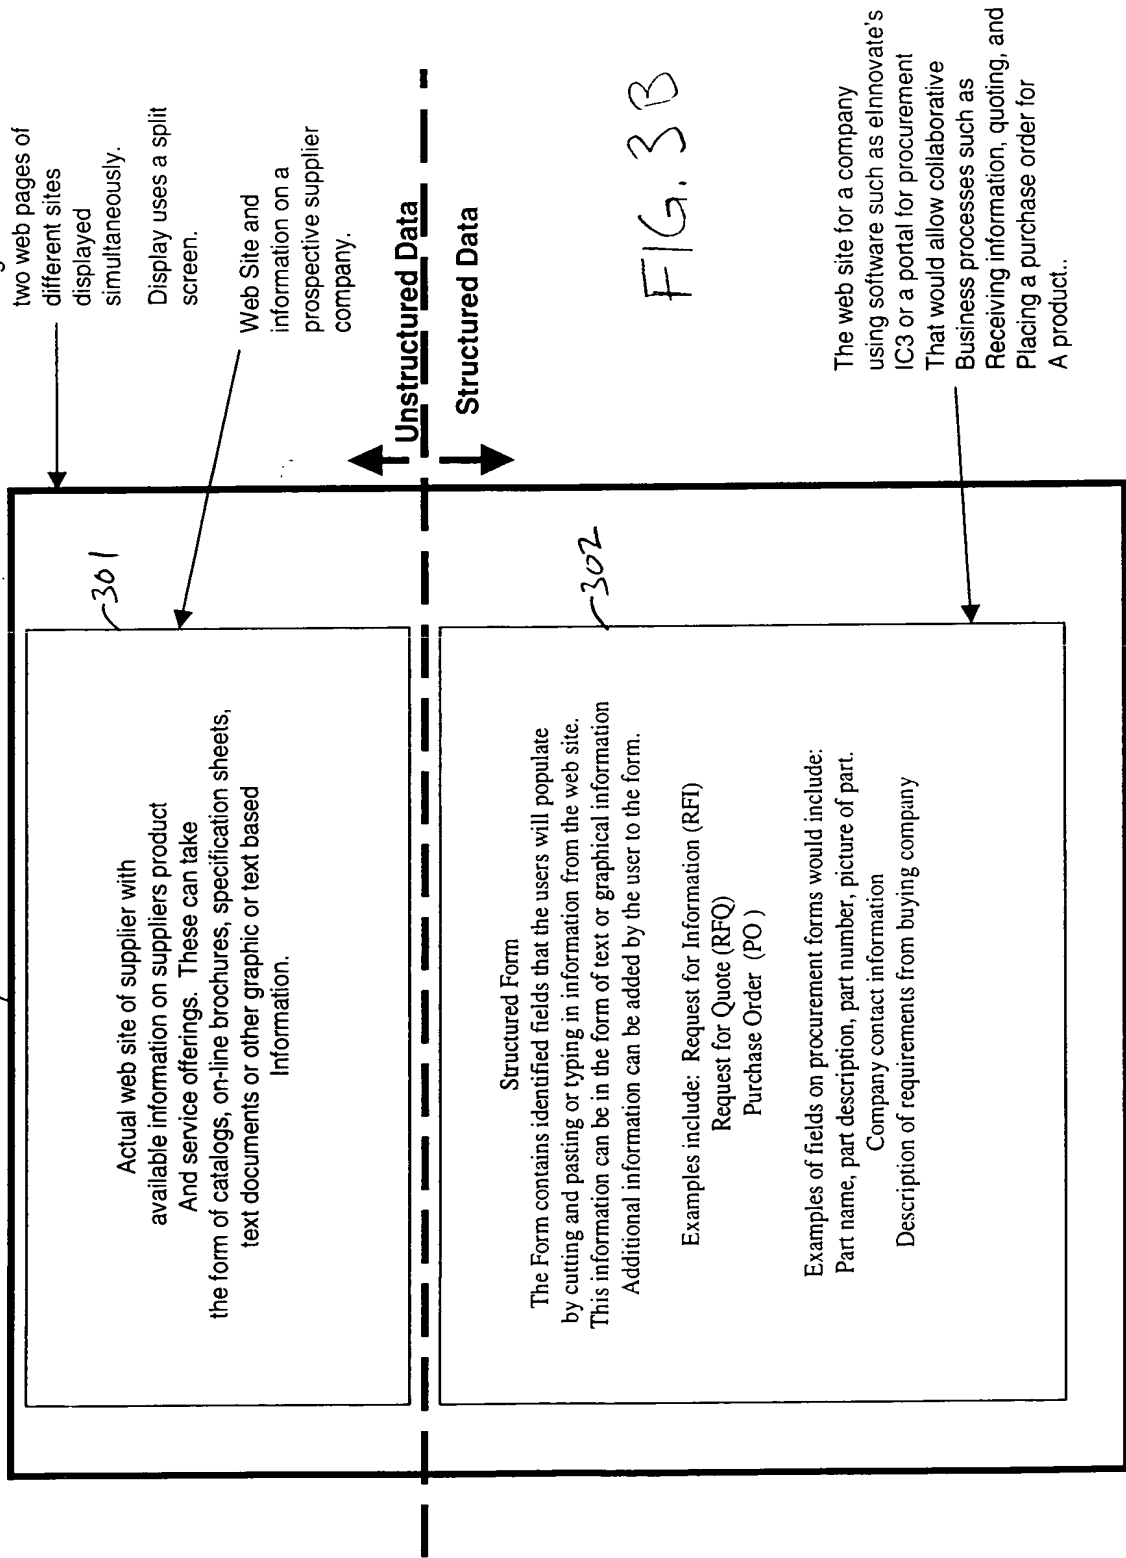 two web pages of
different sites
displayed
simultaneously.
Display uses a split
screen.
Web Site and
information on a
prospective supplier
company.
301
Actual web site of supplier with
available information on suppliers product
And service offerings. These can take
the form of catalogs, on-line brochures, specification sheets,
text documents or other graphic or text based
Information.
Unstructured Data
Structured Data
302
Structured Form
The Form contains identified fields that the users will populate
by cutting and pasting or typing in information from the web site.
This information can be in the form of text or graphical information
Additional information can be added by the user to the form.
Examples include: Request for Information (RFI)
Request for Quote (RFQ)
Purchase Order (PO )
Examples of fields on procurement forms would include:
Part name, part description, part number, picture of part.
Company contact information
Description of requirements from buying company
FIG. 3B
The web site for a company
using software such as eInnovate's
IC3 or a portal for procurement
That would allow collaborative
Business processes such as
Receiving information, quoting, and
Placing a purchase order for
A product..